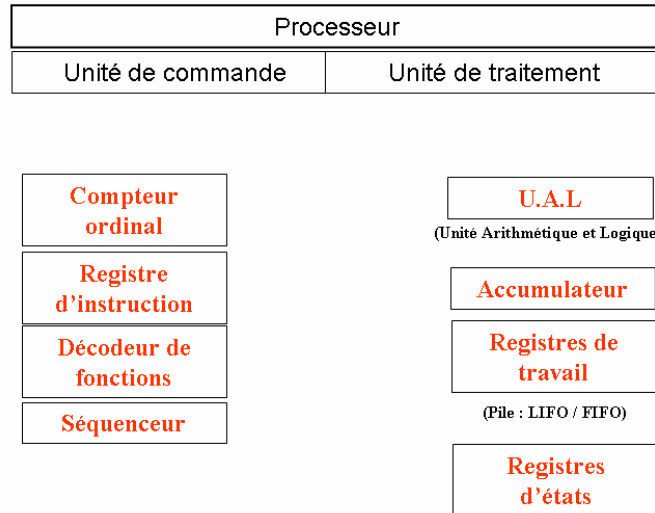 Processeur
Unité de commande
Unité de traitement
Compteur
ordinal
Registre
d'instruction
Décodeur de
fonctions
Séquenceur
U.A.L
(Unité Arithmétique et Logique
Accumulateur
Registres de
travail
(Pile : LIFO / FIFO)
Registres
d'états